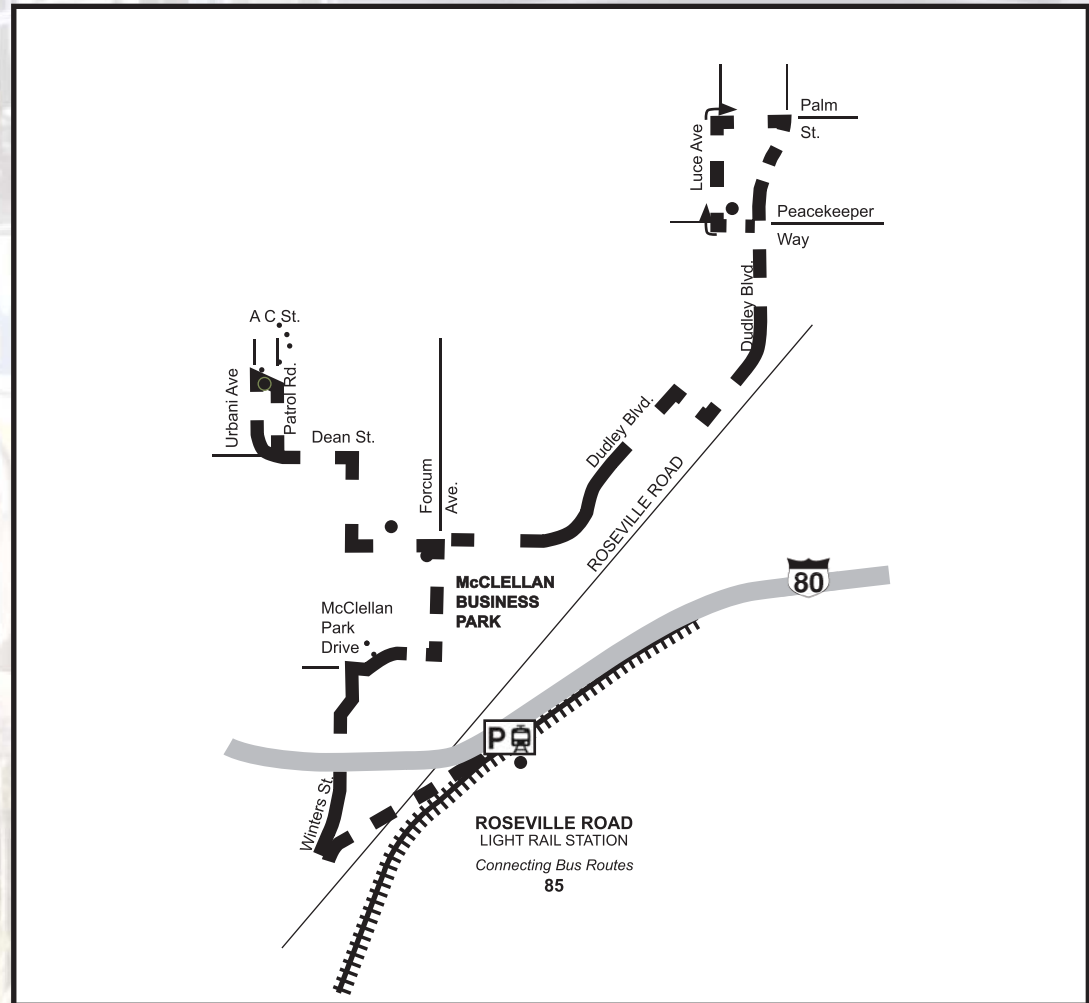 Palm
St.
Luce Ave
Peacekeeper
Way
Dudley Blvd.
A C St.
Urbani Ave
Patrol Rd.
Dean St.
Dudley Blvd.
Forcum
Ave.
ROSEVILLE ROAD
80
McCLELLAN
BUSINESS
PARK
McClellan
Park
Drive
P
Winters St.
ROSEVILLE ROAD
LIGHT RAIL STATION
Connecting Bus Routes
85